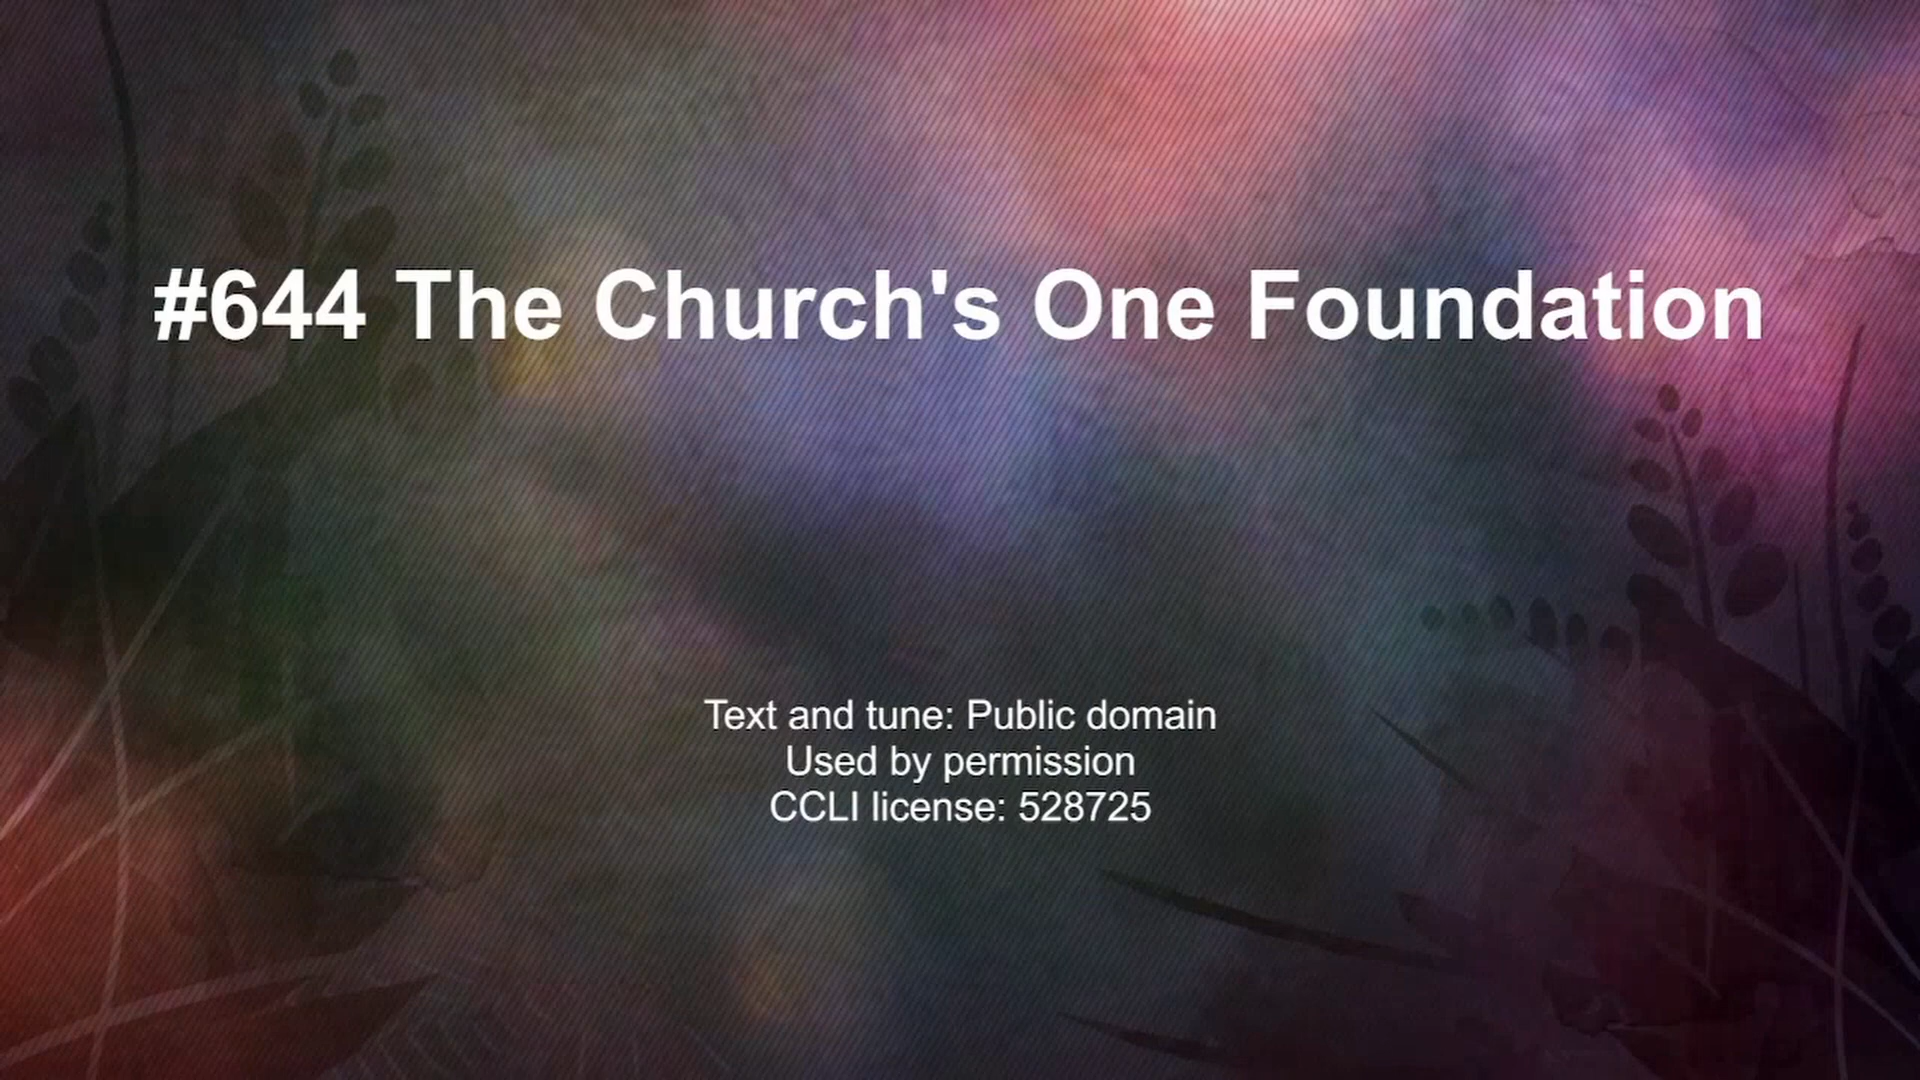 #644 The Church's One Foundation
Text and tune: Public domain
Used by permission
CCLI license: 528725